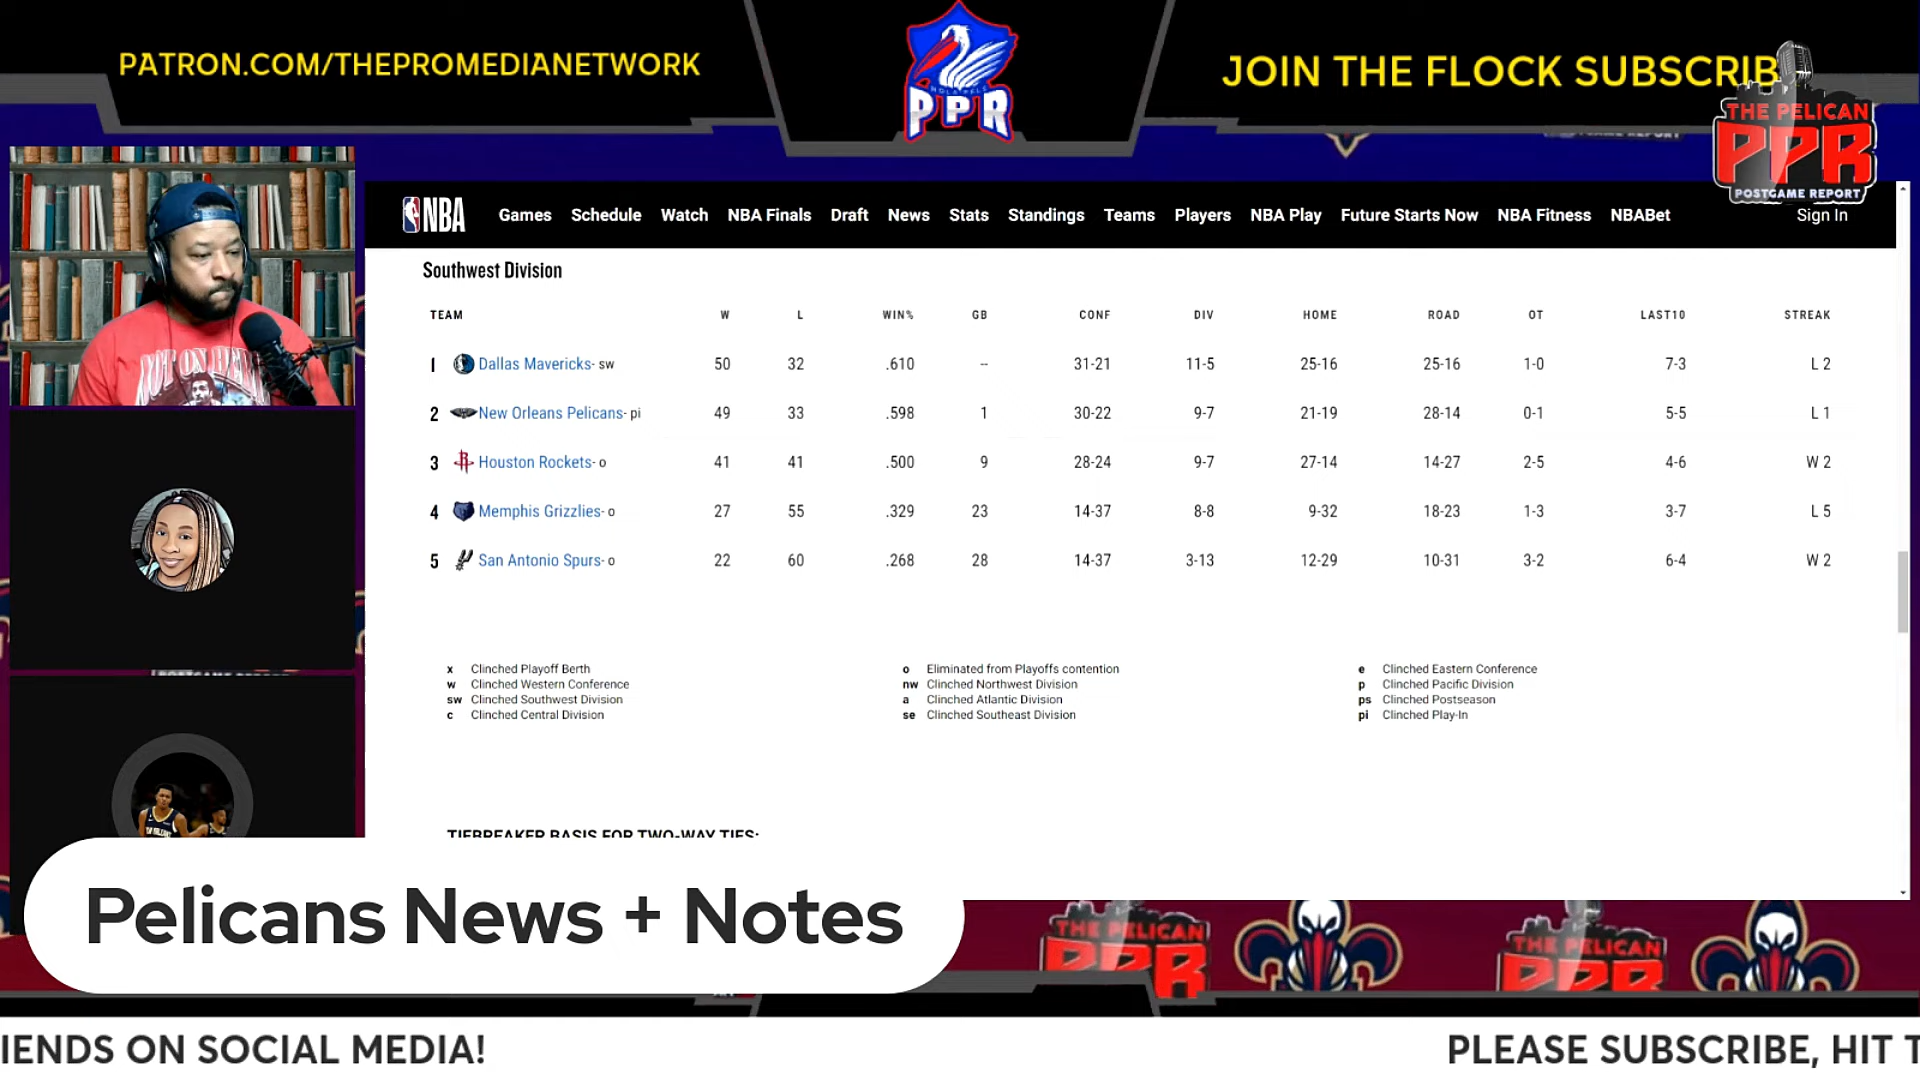 PATRON.COM/THEPROMEDIANETWORK
PPR
JOIN THE FLOCK SUBSCRIB
THE PELICAN
PPR
POSTGAME REPORT
NBA Games Schedule Watch NBA Finals Draft News Stats Standings Teams Players NBA Play Future Starts Now NBA Fitness NBABet Sign In
Southwest Division
TEAM W L WIN% GB CONF DIV HOME ROAD OT LAST10 STREAK
1 Dallas Mavericks- sw 50 32 .610 -- 31-21 11-5 25-16 25-16 1-0 7-3 L 2
2 New Orleans Pelicans- pi 49 33 .598 1 30-22 9-7 21-19 28-14 0-1 5-5 L 1
3 Houston Rockets- o 41 41 .500 9 28-24 9-7 27-14 14-27 2-5 4-6 W 2
4 Memphis Grizzlies- o 27 55 .329 23 14-37 8-8 9-32 18-23 1-3 3-7 L 5
5 San Antonio Spurs- o 22 60 .268 28 14-37 3-13 12-29 10-31 3-2 6-4 W 2
x Clinched Playoff Berth o Eliminated from Playoffs contention e Clinched Eastern Conference
w Clinched Western Conference nw Clinched Northwest Division p Clinched Pacific Division
sw Clinched Southwest Division a Clinched Atlantic Division ps Clinched Postseason
c Clinched Central Division se Clinched Southeast Division pi Clinched Play-In
TIEBREAKER BASIS FOR TWO-WAY TIES:
Pelicans News + Notes
THE PELICAN
PPR
THE PELICAN
PPR
IENDS ON SOCIAL MEDIA! PLEASE SUBSCRIBE, HIT T